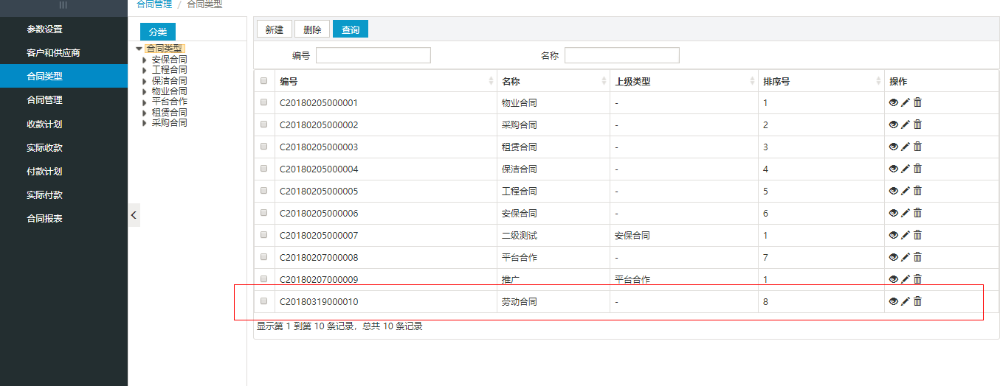 合同管理 / 合同类型
参数设置
客户和供应商
合同类型
合同管理
收款计划
实际收款
付款计划
实际付款
合同报表
分类
合同类型
安保合同
工程合同
保洁合同
物业合同
平台合作
租赁合同
采购合同
新建 删除 查询
编号 名称
编号 名称 上级类型 排序号 操作
C20180205000001 物业合同 - 1
C20180205000002 采购合同 - 2
C20180205000003 租赁合同 - 3
C20180205000004 保洁合同 - 4
C20180205000005 工程合同 - 5
C20180205000006 安保合同 - 6
C20180205000007 二级测试 安保合同 1
C20180207000008 平台合作 - 7
C20180207000009 推广 平台合作 1
C20180319000010 劳动合同 - 8
显示第 1 到第 10 条记录，总共 10 条记录